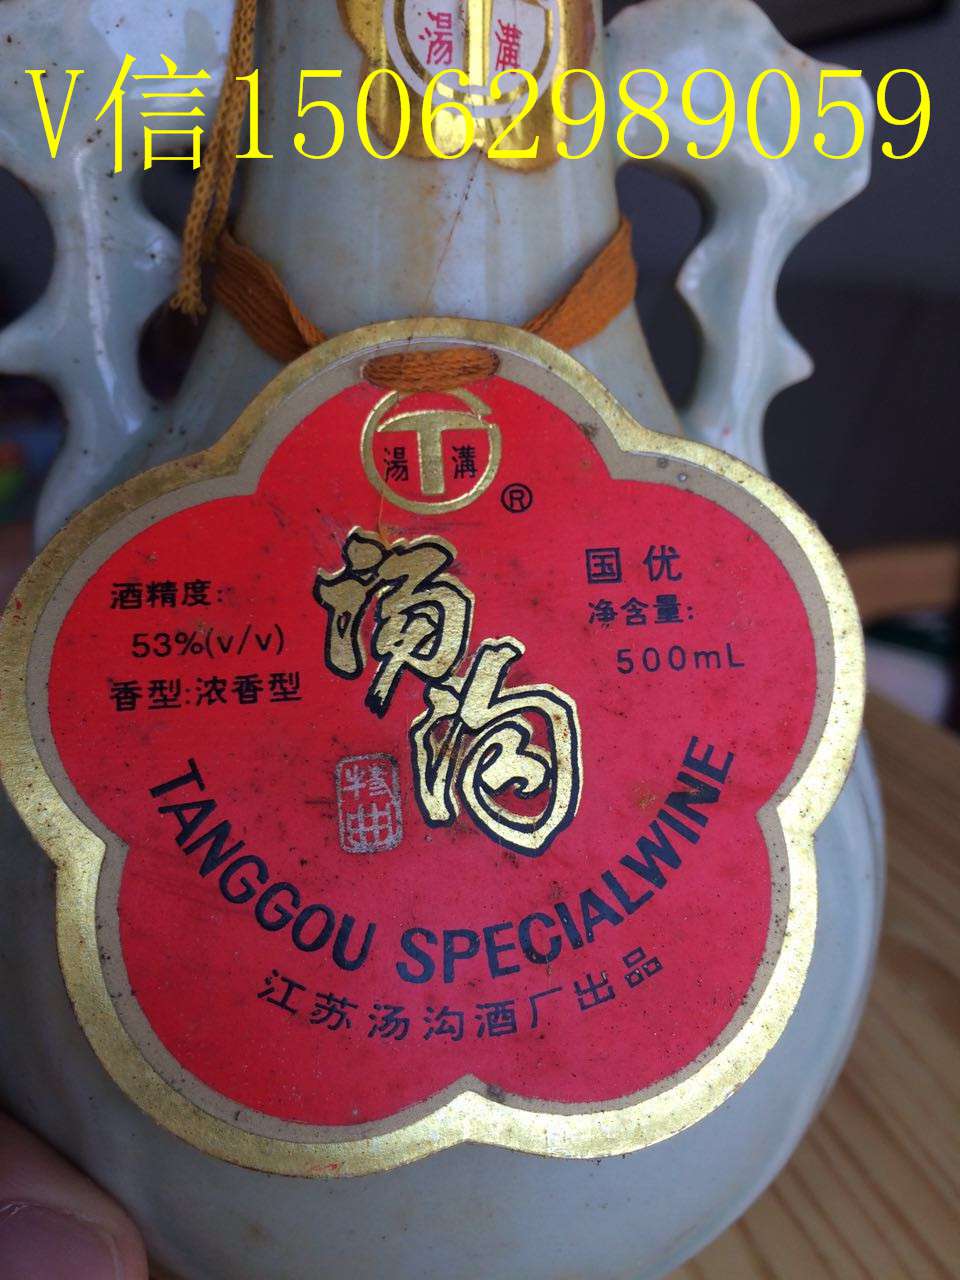 湯溝
V信15062989059
湯溝
®
酒精度:
53%(v/v)
香型:浓香型
国优
净含量:
500mL
汤沟
特曲
TANGGOU SPECIALWINE
江苏汤沟酒厂出品